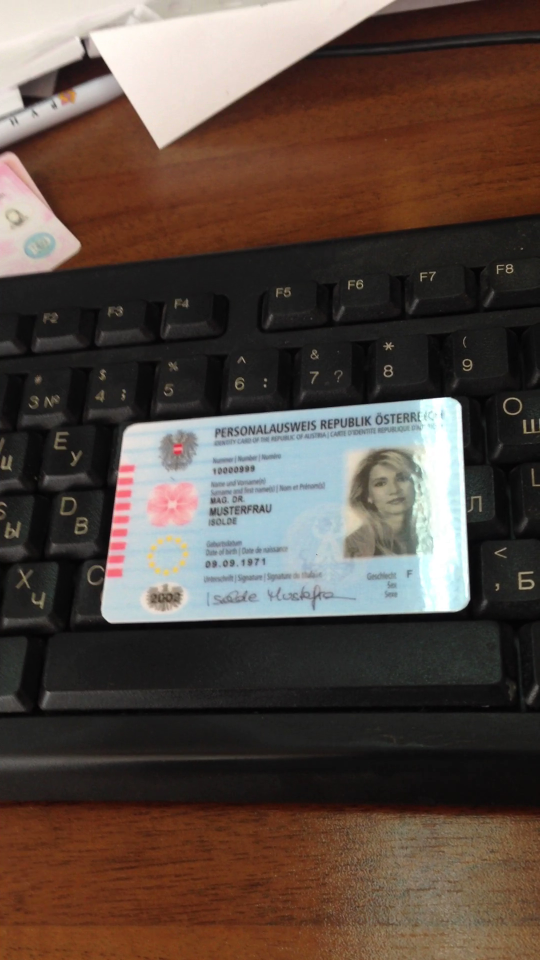 F2 F3 F4 F5 F6 F7 F8
3 № $ 4 ; % 5 ^ 6 : & 7 ? * 8 ( 9
E У O Щ
Ы D В Л
X Ч C < , Б
PERSONALAUSWEIS REPUBLIK ÖSTERREICH
IDENTITY CARD OF THE REPUBLIC OF AUSTRIA | CARTE D'IDENTITÉ RÉPUBLIQUE
Nummer | Number | Numéro
10000999
Name und Vorname(n)
Surname and first name(s) | Nom et Prénom(s)
MAG. DR.
MUSTERFRAU
ISOLDE
Geburtsdatum
Date of birth | Date de naissance
09.09.1971
Unterschrift | Signature | Signature du titulaire
Geschlecht F
Sex
Sexe
2002
Isolde Mustefra